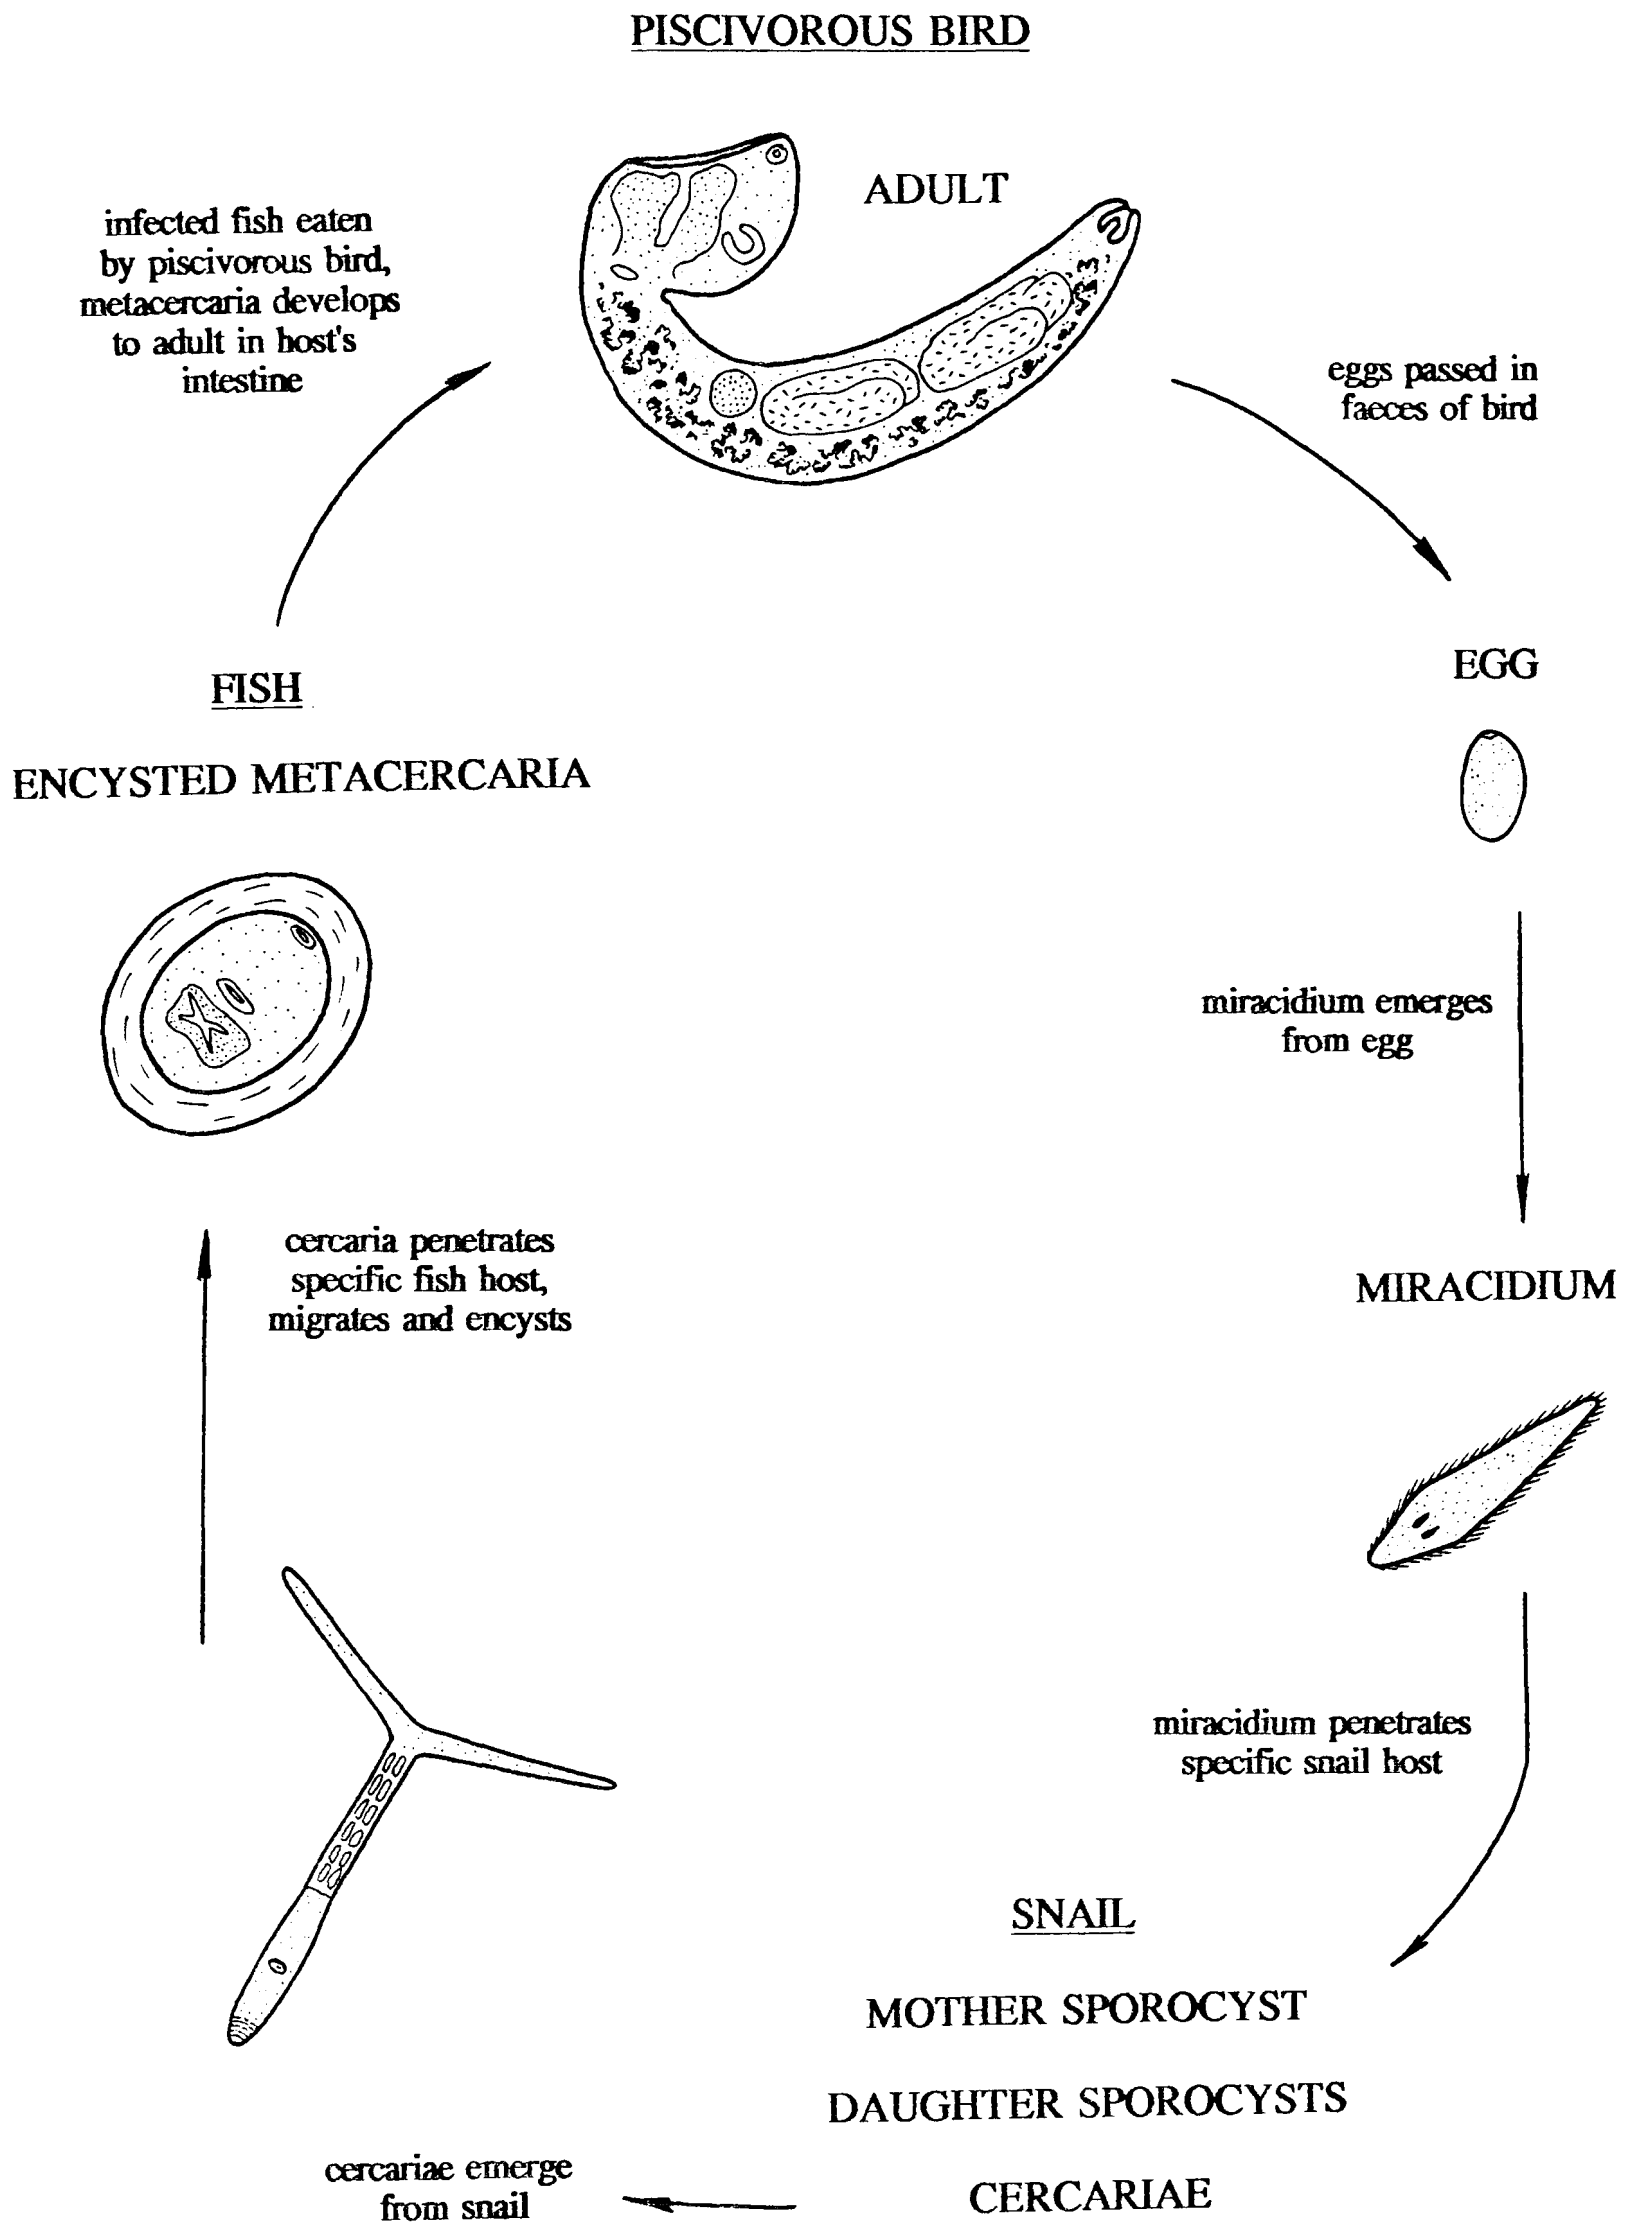 PISCIVOROUS BIRD
ADULT
infected fish eaten
by piscivorous bird,
metacercaria develops
to adult in host's
intestine
eggs passed in
faeces of bird
EGG
FISH
ENCYSTED METACERCARIA
miracidium emerges
from egg
MIRACIDIUM
cercaria penetrates
specific fish host,
migrates and encysts
miracidium penetrates
specific snail host
SNAIL
MOTHER SPOROCYST
DAUGHTER SPOROCYSTS
CERCARIAE
cercariae emerge
from snail